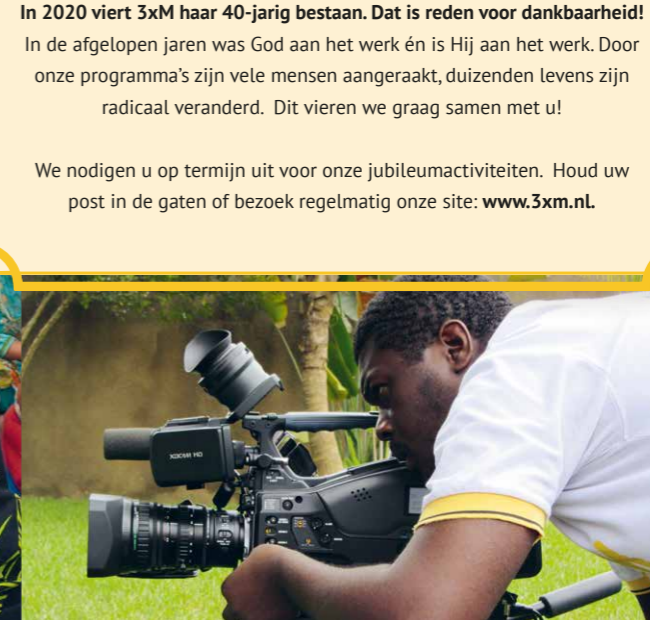 In 2020 viert 3xM haar 40-jarig bestaan. Dat is reden voor dankbaarheid!
In de afgelopen jaren was God aan het werk én is Hij aan het werk. Door
onze programma's zijn vele mensen aangeraakt, duizenden levens zijn
radicaal veranderd.  Dit vieren we graag samen met u!
We nodigen u op termijn uit voor onze jubileumactiviteiten.  Houd uw
post in de gaten of bezoek regelmatig onze site: www.3xm.nl.
XDCAM HD